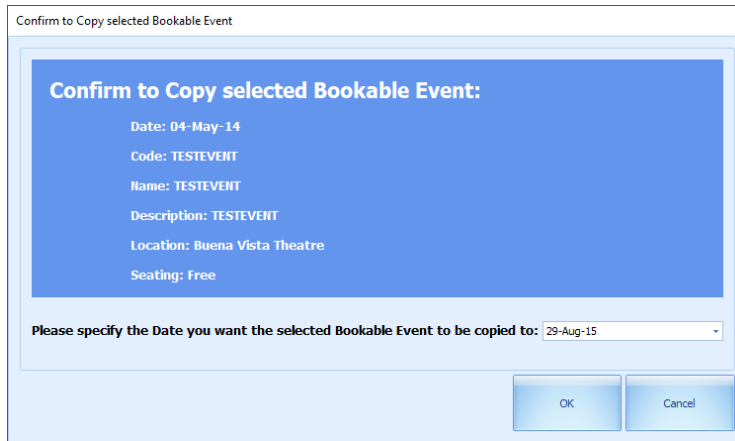 Confirm to Copy selected Bookable Event
Confirm to Copy selected Bookable Event:
Date: 04-May-14
Code: TESTEVENT
Name: TESTEVENT
Description: TESTEVENT
Location: Buena Vista Theatre
Seating: Free
Please specify the Date you want the selected Bookable Event to be copied to: 29-Aug-15
OK Cancel